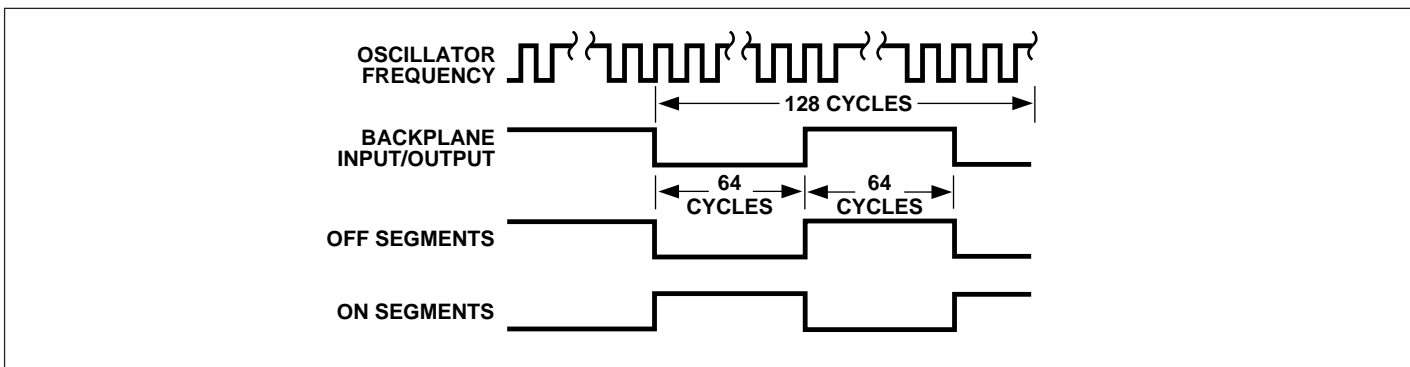 OSCILLATOR
FREQUENCY
128 CYCLES
BACKPLANE
INPUT/OUTPUT
64
CYCLES
64
CYCLES
OFF SEGMENTS
ON SEGMENTS